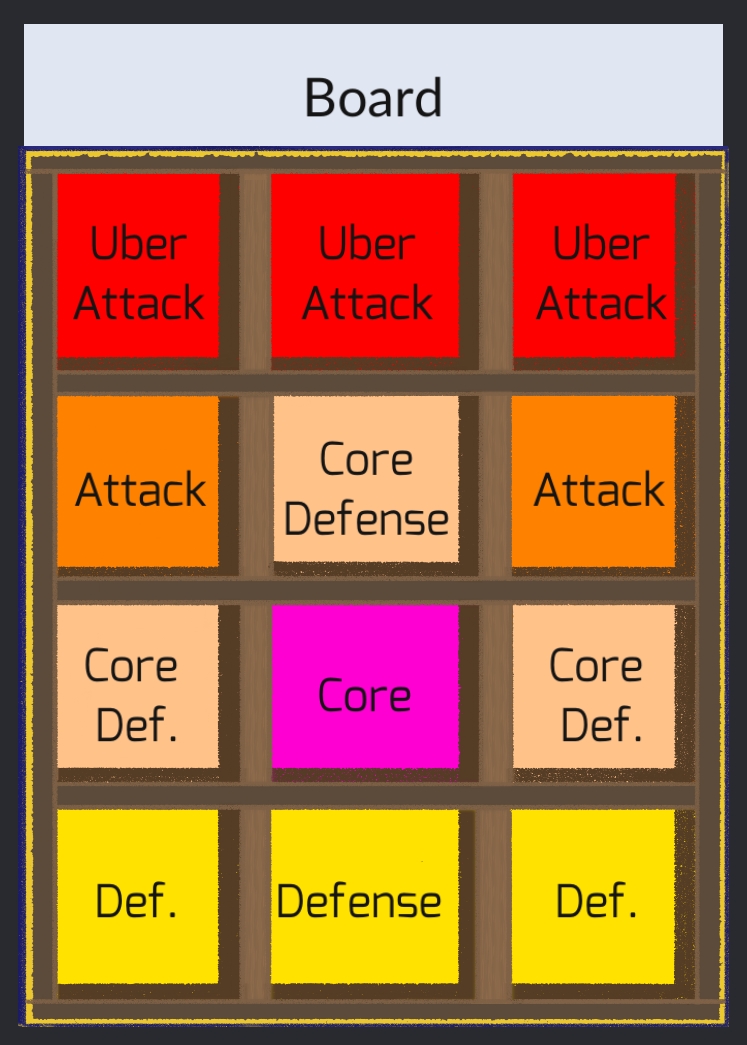 Board
Uber
Attack
Uber
Attack
Uber
Attack
Attack
Core
Defense
Attack
Core
Def.
Core
Core
Def.
Def.
Defense
Def.